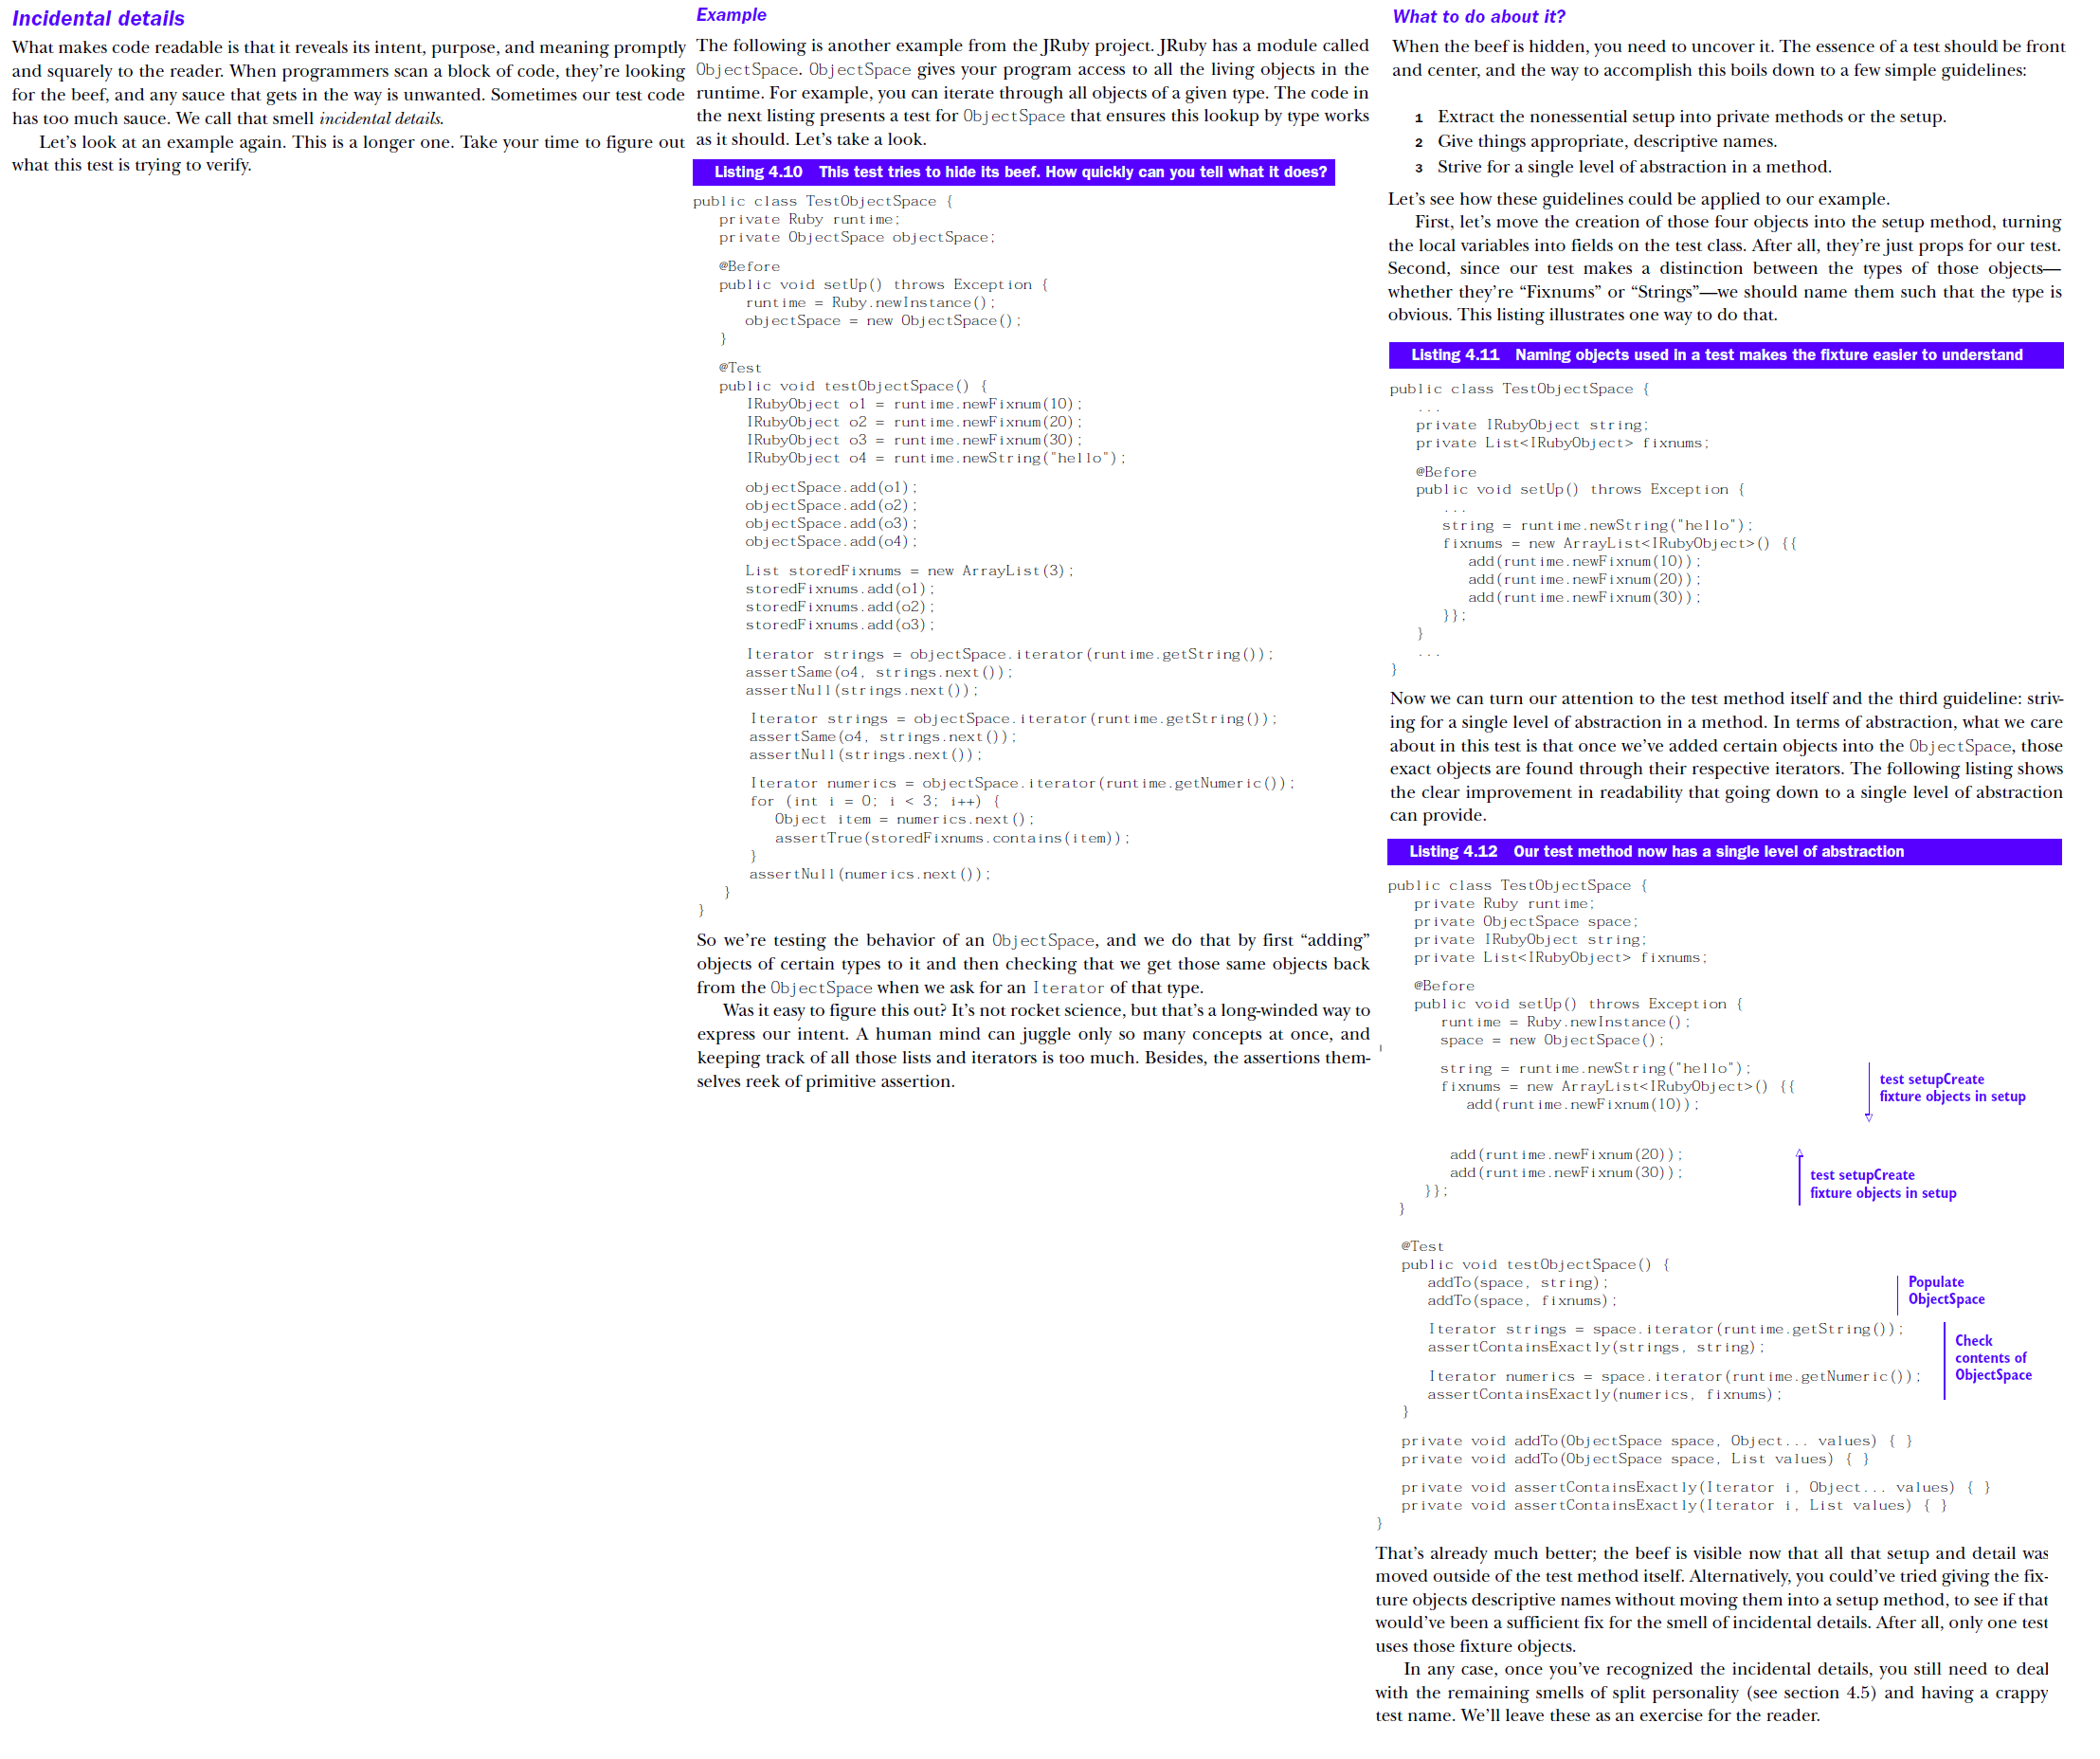 Incidental details
What makes code readable is that it reveals its intent, purpose, and meaning promptly
and squarely to the reader. When programmers scan a block of code, they're looking
for the beef, and any sauce that gets in the way is unwanted. Sometimes our test code
has too much sauce. We call that smell incidental details.
Let's look at an example again. This is a longer one. Take your time to figure out
what this test is trying to verify.
Example
The following is another example from the JRuby project. JRuby has a module called
ObjectSpace. ObjectSpace gives your program access to all the living objects in the
runtime. For example, you can iterate through all objects of a given type. The code in
the next listing presents a test for ObjectSpace that ensures this lookup by type works
as it should. Let's take a look.
Listing 4.10 This test tries to hide its beef. How quickly can you tell what it does?
public class TestObjectSpace {
private Ruby runtime;
private ObjectSpace objectSpace;
@Before
public void setUp() throws Exception {
runtime = Ruby.newInstance();
objectSpace = new ObjectSpace();
}
@Test
public void testObjectSpace() {
IRubyObject o1 = runtime.newFixnum(10);
IRubyObject o2 = runtime.newFixnum(20);
IRubyObject o3 = runtime.newFixnum(30);
IRubyObject o4 = runtime.newString("hello");
objectSpace.add(o1);
objectSpace.add(o2);
objectSpace.add(o3);
objectSpace.add(o4);
List storedFixnums = new ArrayList(3);
storedFixnums.add(o1);
storedFixnums.add(o2);
storedFixnums.add(o3);
Iterator strings = objectSpace.iterator(runtime.getString());
assertSame(o4, strings.next());
assertNull(strings.next());
Iterator strings = objectSpace.iterator(runtime.getString());
assertSame(o4, strings.next());
assertNull(strings.next());
Iterator numerics = objectSpace.iterator(runtime.getNumeric());
for (int i = 0; i < 3; i++) {
Object item = numerics.next();
assertTrue(storedFixnums.contains(item));
}
assertNull(numerics.next());
}
}
So we're testing the behavior of an ObjectSpace, and we do that by first “adding”
objects of certain types to it and then checking that we get those same objects back
from the ObjectSpace when we ask for an Iterator of that type.
Was it easy to figure this out? It's not rocket science, but that's a long-winded way to
express our intent. A human mind can juggle only so many concepts at once, and
keeping track of all those lists and iterators is too much. Besides, the assertions them-
selves reek of primitive assertion.
What to do about it?
When the beef is hidden, you need to uncover it. The essence of a test should be front
and center, and the way to accomplish this boils down to a few simple guidelines:
1 Extract the nonessential setup into private methods or the setup.
2 Give things appropriate, descriptive names.
3 Strive for a single level of abstraction in a method.
Let's see how these guidelines could be applied to our example.
First, let's move the creation of those four objects into the setup method, turning
the local variables into fields on the test class. After all, they're just props for our test.
Second, since our test makes a distinction between the types of those objects—
whether they're “Fixnums” or “Strings”—we should name them such that the type is
obvious. This listing illustrates one way to do that.
Listing 4.11 Naming objects used in a test makes the fixture easier to understand
public class TestObjectSpace {
...
private IRubyObject string;
private List<IRubyObject> fixnums;
@Before
public void setUp() throws Exception {
...
string = runtime.newString("hello");
fixnums = new ArrayList<IRubyObject>() {{
add(runtime.newFixnum(10));
add(runtime.newFixnum(20));
add(runtime.newFixnum(30));
}};
}
...
}
Now we can turn our attention to the test method itself and the third guideline: striv-
ing for a single level of abstraction in a method. In terms of abstraction, what we care
about in this test is that once we've added certain objects into the ObjectSpace, those
exact objects are found through their respective iterators. The following listing shows
the clear improvement in readability that going down to a single level of abstraction
can provide.
Listing 4.12 Our test method now has a single level of abstraction
public class TestObjectSpace {
private Ruby runtime;
private ObjectSpace space;
private IRubyObject string;
private List<IRubyObject> fixnums;
@Before
public void setUp() throws Exception {
runtime = Ruby.newInstance();
space = new ObjectSpace();
string = runtime.newString("hello");
fixnums = new ArrayList<IRubyObject>() {{
add(runtime.newFixnum(10));
test setupCreate
fixture objects in setup
add(runtime.newFixnum(20));
add(runtime.newFixnum(30));
}};
}
test setupCreate
fixture objects in setup
@Test
public void testObjectSpace() {
addTo(space, string);
addTo(space, fixnums);
Populate
ObjectSpace
Iterator strings = space.iterator(runtime.getString());
assertContainsExactly(strings, string);
Iterator numerics = space.iterator(runtime.getNumeric());
assertContainsExactly(numerics, fixnums);
}
Check
contents of
ObjectSpace
private void addTo(ObjectSpace space, Object... values) { }
private void addTo(ObjectSpace space, List values) { }
private void assertContainsExactly(Iterator i, Object... values) { }
private void assertContainsExactly(Iterator i, List values) { }
}
That's already much better; the beef is visible now that all that setup and detail was
moved outside of the test method itself. Alternatively, you could've tried giving the fix-
ture objects descriptive names without moving them into a setup method, to see if that
would've been a sufficient fix for the smell of incidental details. After all, only one test
uses those fixture objects.
In any case, once you've recognized the incidental details, you still need to deal
with the remaining smells of split personality (see section 4.5) and having a crappy
test name. We'll leave these as an exercise for the reader.